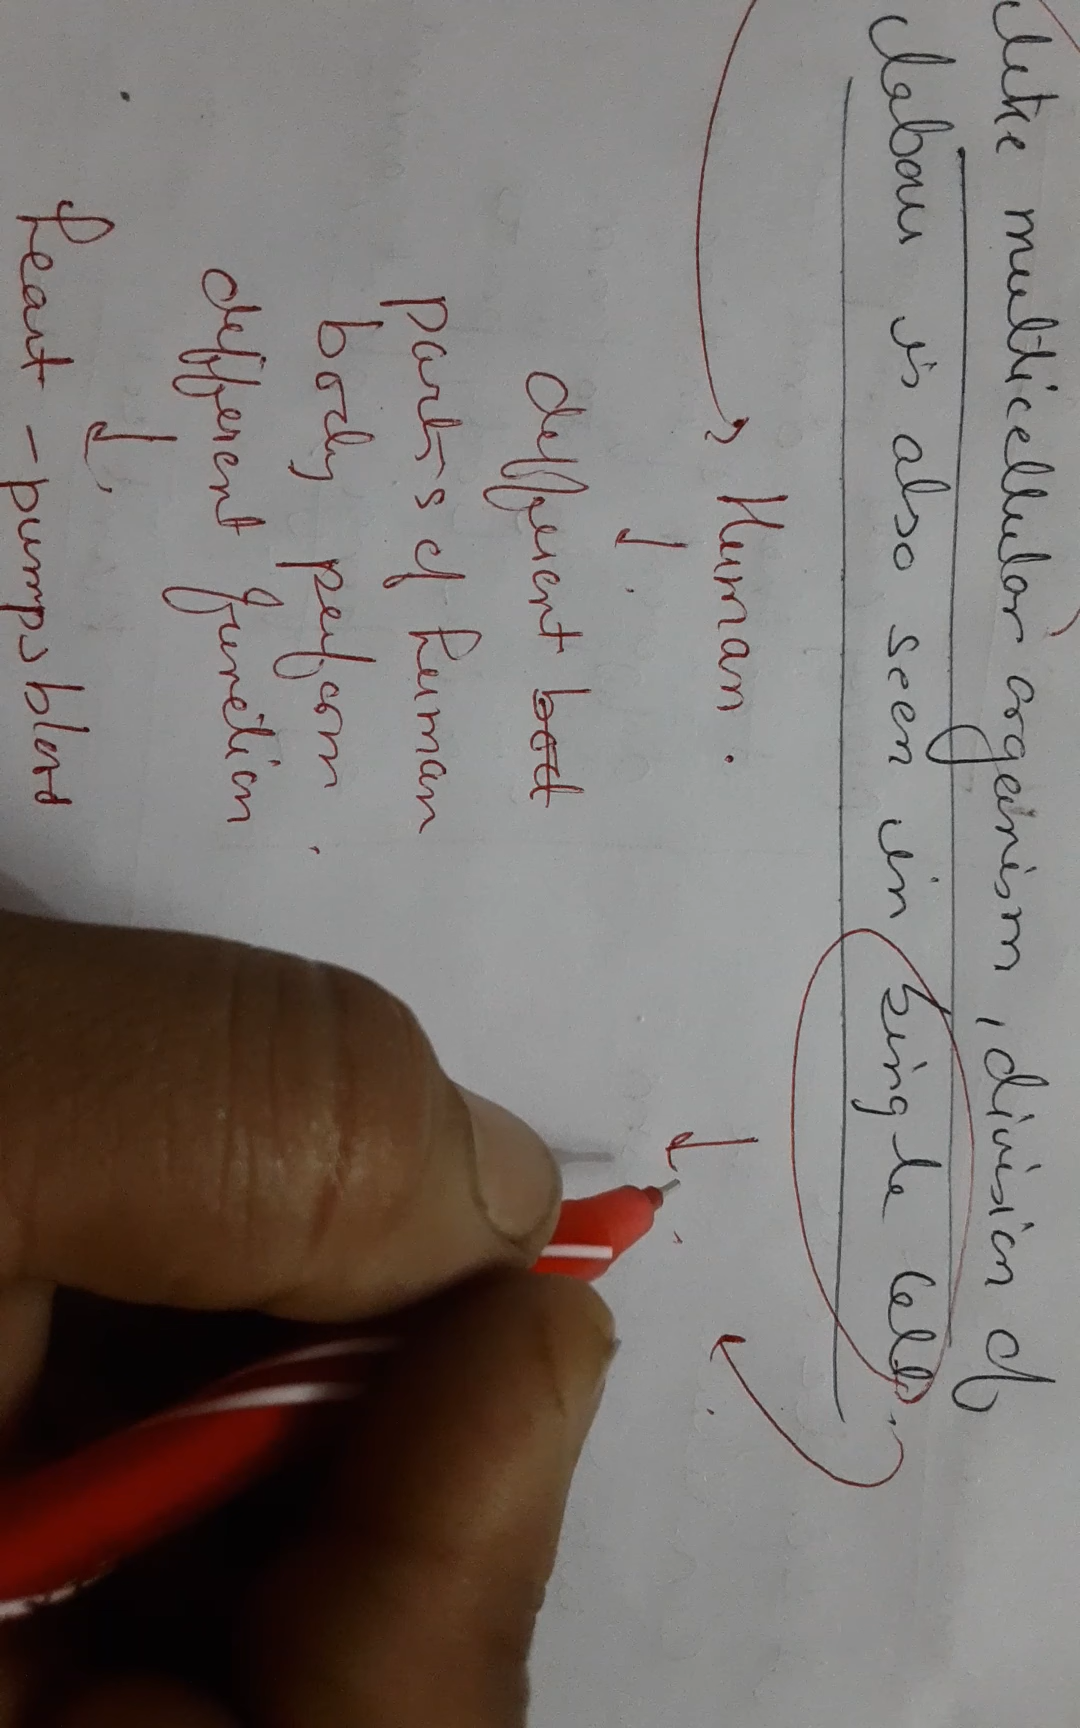 Like multicellular organism, division of
labour is also seen in single cell.
Human.
different bod
parts of human
body perform
different function
heart - pumps blood